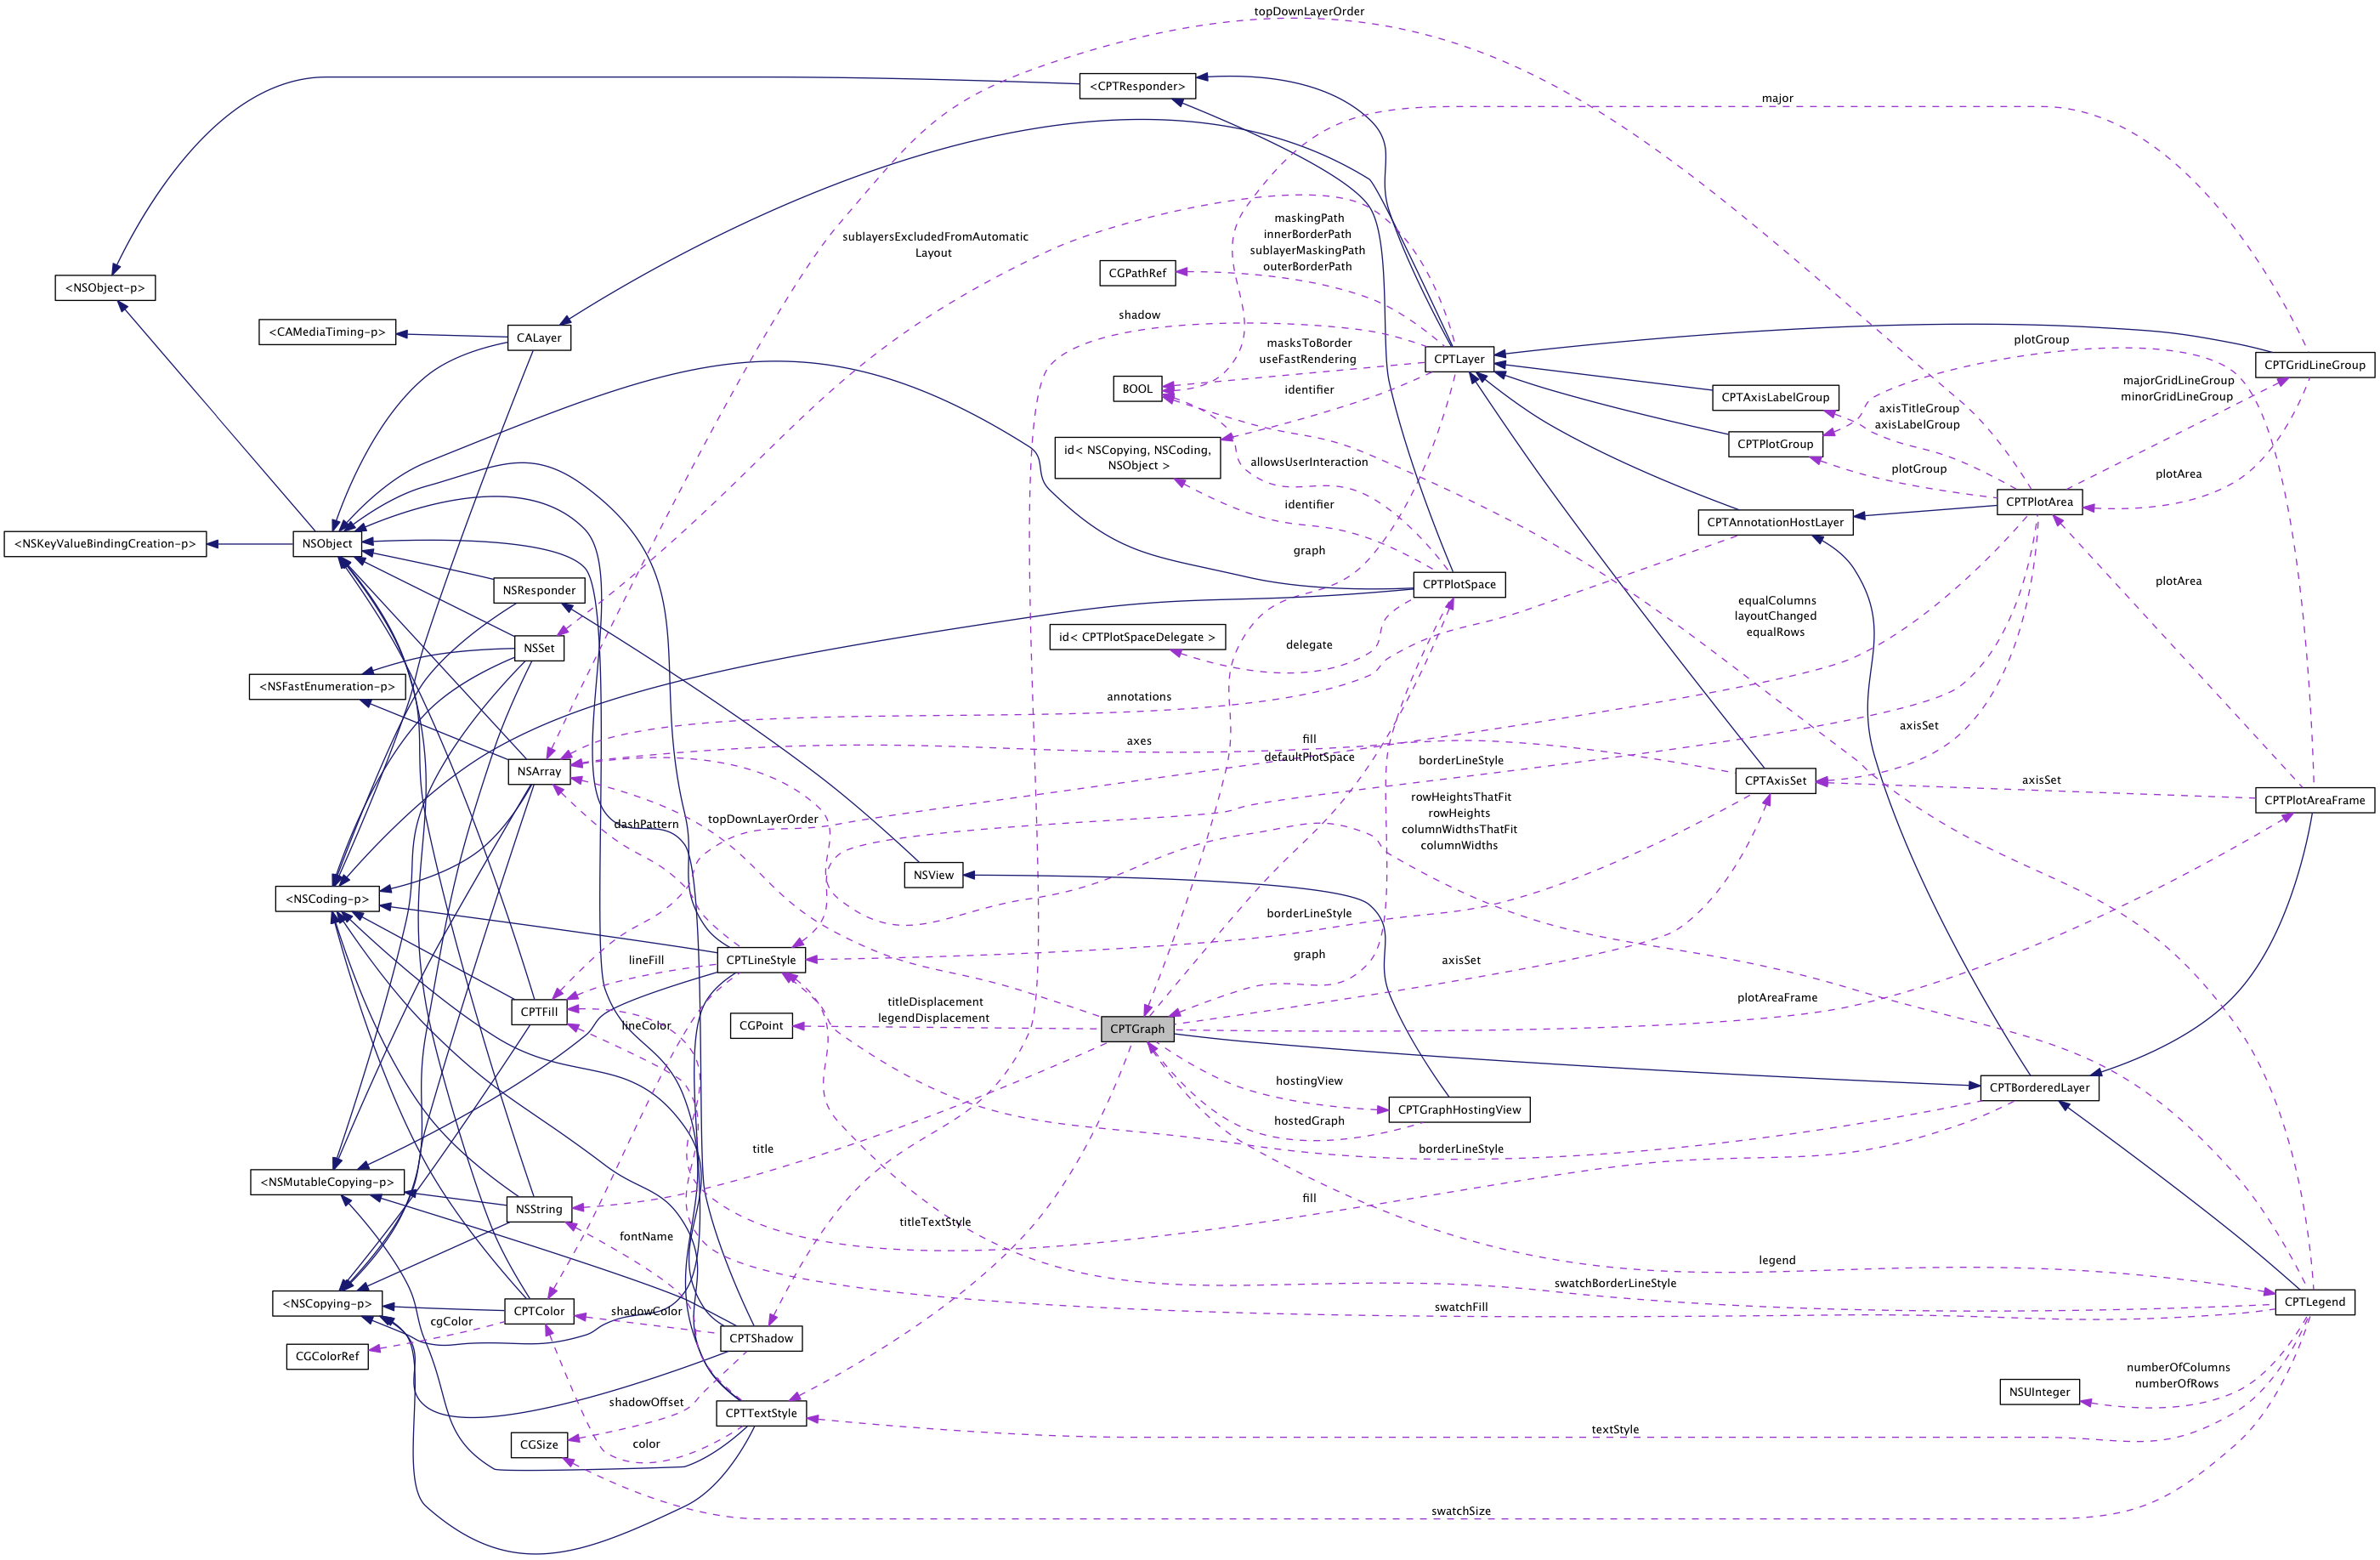 topDownLayerOrder
<CPTResponder>
major
maskingPath
innerBorderPath
sublayerMaskingPath
outerBorderPath
sublayersExcludedFromAutomatic
Layout
CGPathRef
<NSObject-p>
shadow
<CAMediaTiming-p>
CALayer
masksToBorder
useFastRendering
CPTLayer
plotGroup
CPTGridLineGroup
BOOL
identifier
CPTAxisLabelGroup
majorGridLineGroup
minorGridLineGroup
axisTitleGroup
axisLabelGroup
CPTPlotGroup
id< NSCopying, NSCoding,
NSObject >
allowsUserInteraction
plotGroup
plotArea
identifier
CPTPlotArea
CPTAnnotationHostLayer
<NSKeyValueBindingCreation-p>
NSObject
graph
NSResponder
CPTPlotSpace
plotArea
equalColumns
layoutChanged
equalRows
id< CPTPlotSpaceDelegate >
delegate
NSSet
<NSFastEnumeration-p>
annotations
axisSet
axes
fill
defaultPlotSpace
borderLineStyle
NSArray
CPTAxisSet
axisSet
CPTPlotAreaFrame
rowHeightsThatFit
rowHeights
columnWidthsThatFit
columnWidths
dashPattern
topDownLayerOrder
NSView
<NSCoding-p>
borderLineStyle
CPTLineStyle
lineFill
graph
axisSet
plotAreaFrame
titleDisplacement
legendDisplacement
CPTFill
lineColor
CGPoint
CPTGraph
hostingView
CPTBorderedLayer
CPTGraphHostingView
hostedGraph
title
borderLineStyle
<NSMutableCopying-p>
NSString
fill
titleTextStyle
fontName
legend
swatchBorderLineStyle
<NSCopying-p>
CPTColor
shadowColor
swatchFill
CPTLegend
cgColor
CPTShadow
CGColorRef
numberOfColumns
numberOfRows
NSUInteger
shadowOffset
CPTTextStyle
textStyle
CGSize
color
swatchSize